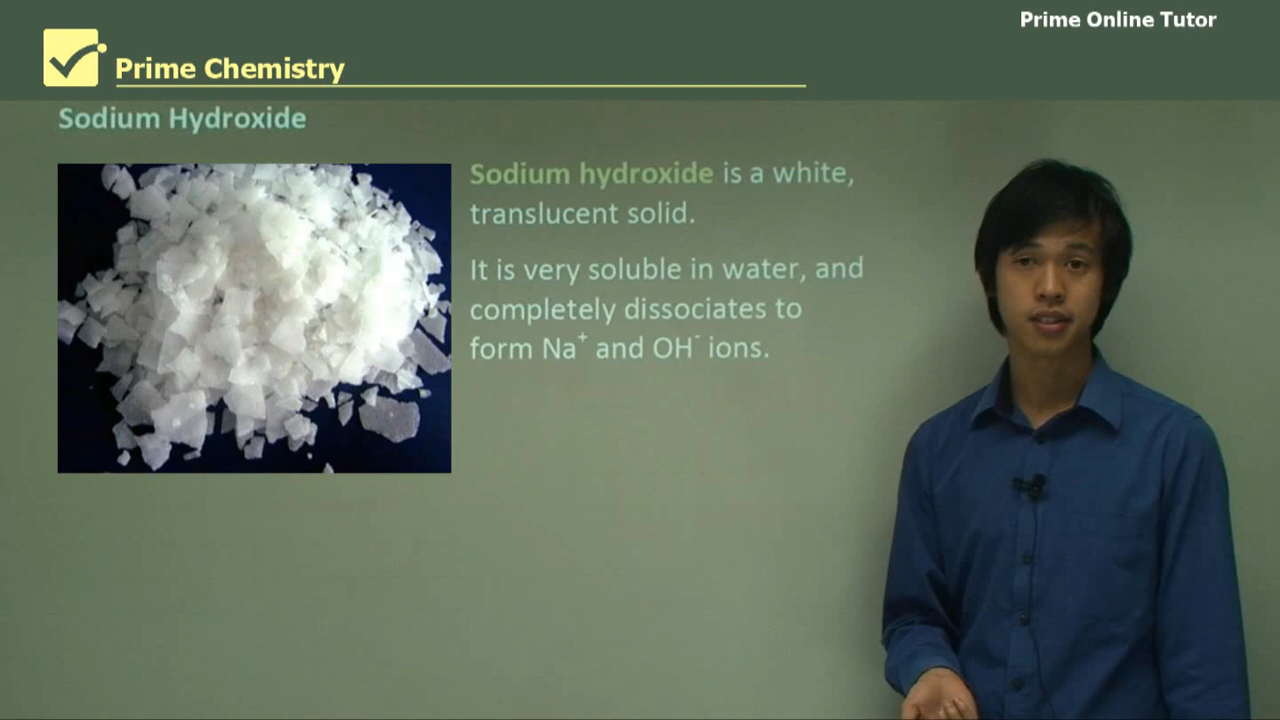 Prime Online Tutor
Prime Chemistry
Sodium Hydroxide
Sodium hydroxide is a white,
translucent solid.
It is very soluble in water, and
completely dissociates to
form Na⁺ and OH⁻ ions.